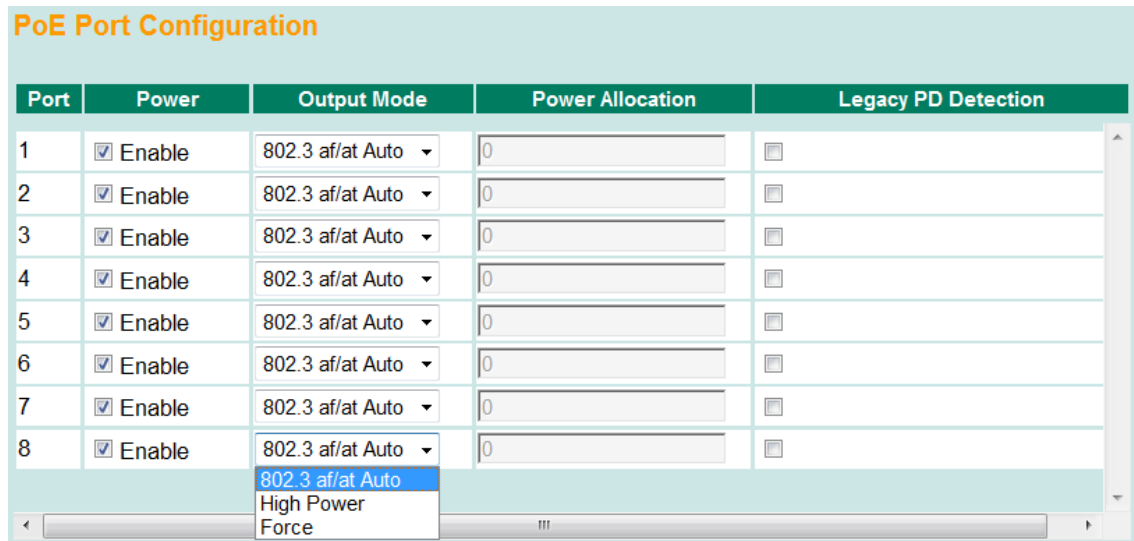 PoE Port Configuration
Port Power Output Mode Power Allocation Legacy PD Detection
1 Enable 802.3 af/at Auto 0
2 Enable 802.3 af/at Auto 0
3 Enable 802.3 af/at Auto 0
4 Enable 802.3 af/at Auto 0
5 Enable 802.3 af/at Auto 0
6 Enable 802.3 af/at Auto 0
7 Enable 802.3 af/at Auto 0
8 Enable 802.3 af/at Auto 0
802.3 af/at Auto
High Power
Force